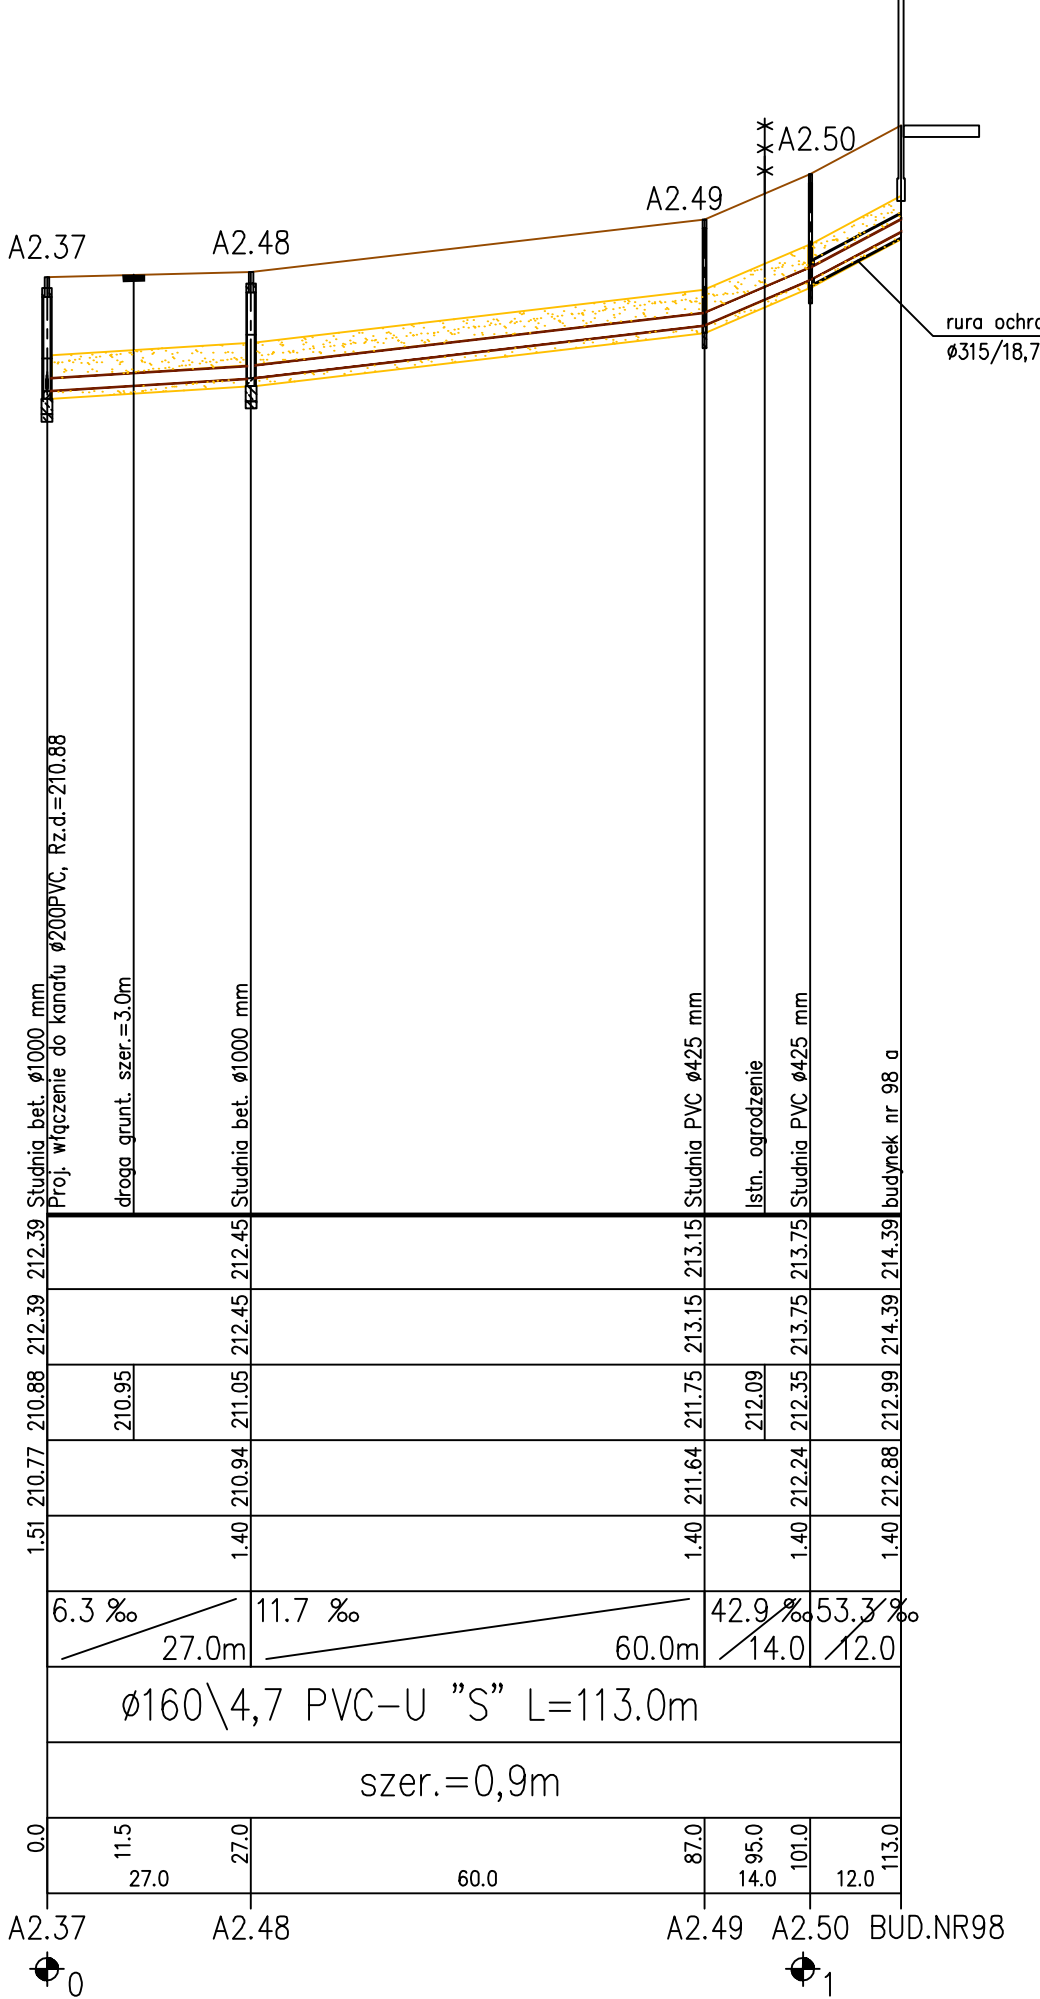 A2.50
A2.49
A2.37
A2.48
rura ochro
ø315/18,7
Studnia bet. ø1000 mm
Proj. włączenie do kanału ø200PVC, Rz.d.=210.88
droga grunt. szer.=3.0m
Studnia bet. ø1000 mm
Studnia PVC ø425 mm
Istn. ogrodzenie
Studnia PVC ø425 mm
budynek nr 98 a
212.39 212.45 213.15 213.75 214.39
212.39 212.45 213.15 213.75 214.39
210.88 210.95 211.05 211.75 212.09 212.35 212.99
210.77 210.94 211.64 212.24 212.88
1.51 1.40 1.40 1.40 1.40
6.3 ‰ 11.7 ‰ 42.9 ‰ 53.3 ‰
27.0m 60.0m 14.0 12.0
ø160\4,7 PVC-U "S" L=113.0m
szer.=0,9m
0.0 11.5 27.0 87.0 95.0 101.0 113.0
27.0 60.0 14.0 12.0
A2.37 A2.48 A2.49 A2.50 BUD.NR98
0 1